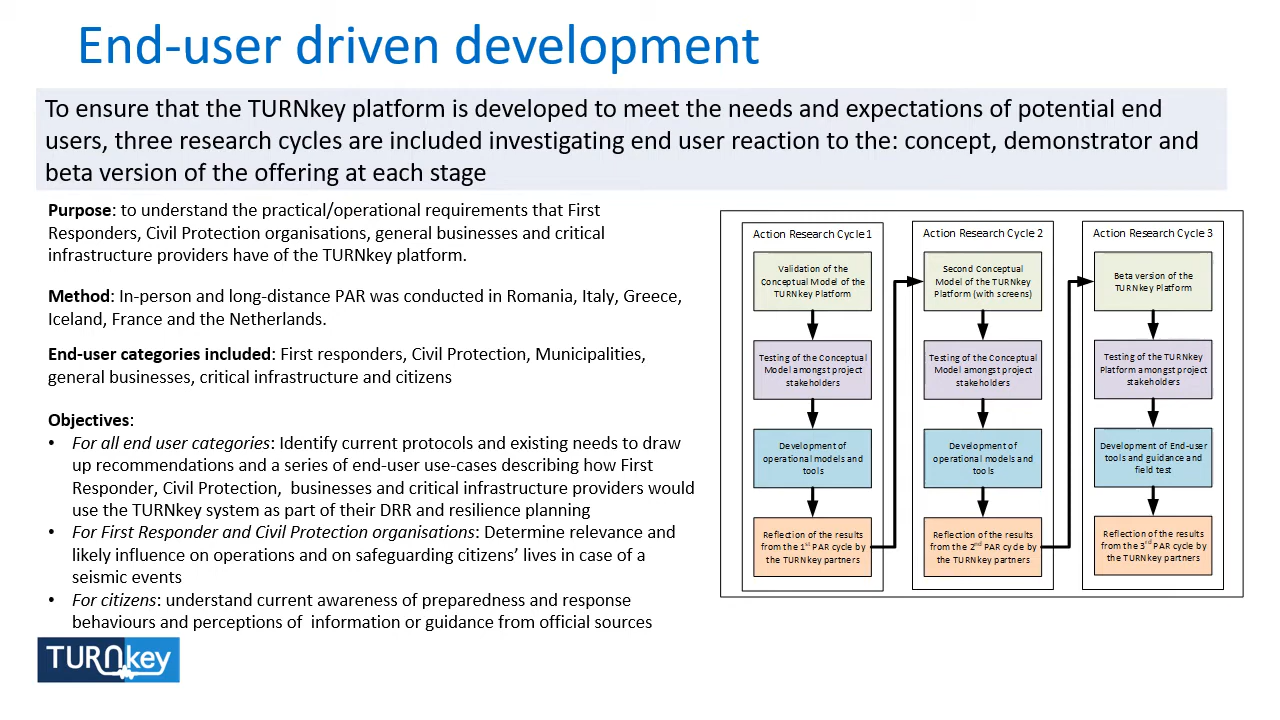 End-user driven development
To ensure that the TURNkey platform is developed to meet the needs and expectations of potential end
users, three research cycles are included investigating end user reaction to the: concept, demonstrator and
beta version of the offering at each stage
Purpose: to understand the practical/operational requirements that First
Responders, Civil Protection organisations, general businesses and critical
infrastructure providers have of the TURNkey platform.
Method: In-person and long-distance PAR was conducted in Romania, Italy, Greece,
Iceland, France and the Netherlands.
End-user categories included: First responders, Civil Protection, Municipalities,
general businesses, critical infrastructure and citizens
Objectives:
• For all end user categories: Identify current protocols and existing needs to draw
up recommendations and a series of end-user use-cases describing how First
Responder, Civil Protection, businesses and critical infrastructure providers would
use the TURNkey system as part of their DRR and resilience planning
• For First Responder and Civil Protection organisations: Determine relevance and
likely influence on operations and on safeguarding citizens’ lives in case of a
seismic events
• For citizens: understand current awareness of preparedness and response
behaviours and perceptions of information or guidance from official sources
Action Research Cycle 1
Validation of the
Conceptual Model of the
TURNkey Platform
Testing of the Conceptual
Model amongst project
stakeholders
Development of
operational models and
tools
Reflection of the results
from the 1st PAR cycle by
the TURNkey partners
Action Research Cycle 2
Second Conceptual
Model of the TURNkey
Platform (with screens)
Testing of the Conceptual
Model amongst project
stakeholders
Development of
operational models and
tools
Reflection of the results
from the 2nd PAR cycle by
the TURNkey partners
Action Research Cycle 3
Beta version of the
TURNkey Platform
Testing of the TURNkey
Platform amongst project
stakeholders
Development of End-user
tools and guidance and
field test
Reflection of the results
from the 3rd PAR cycle by
the TURNkey partners
TURNkey